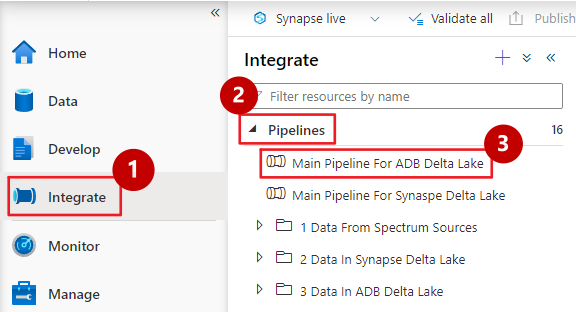 «
Home
Data
Develop
1
Integrate
Monitor
Manage
Synapse live
Validate all
Publish
Integrate
2
Filter resources by name
Pipelines 16
3
Main Pipeline For ADB Delta Lake
Main Pipeline For Synaspe Delta Lake
1 Data From Spectrum Sources
2 Data In Synapse Delta Lake
3 Data In ADB Delta Lake